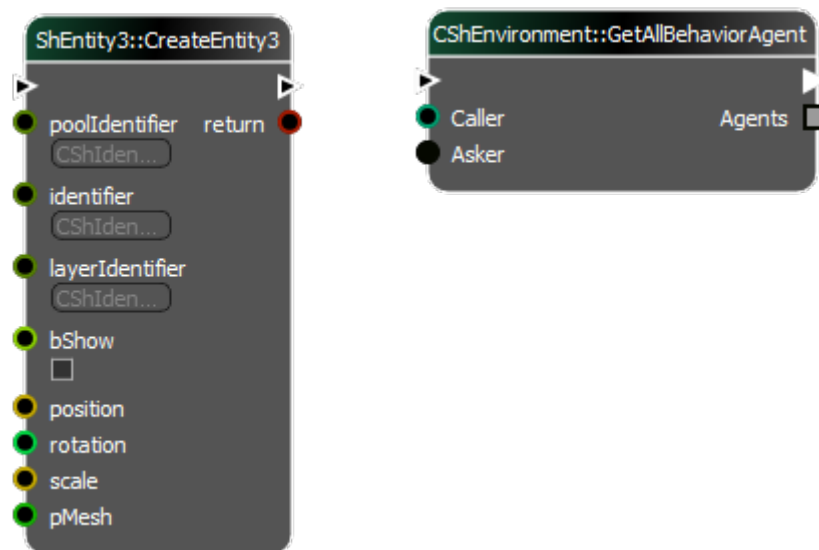 ShEntity3::CreateEntity3
poolIdentifier return
CShIden...
identifier
CShIden...
layerIdentifier
CShIden...
bShow
position
rotation
scale
pMesh
CShEnvironment::GetAllBehaviorAgent
Caller Agents
Asker